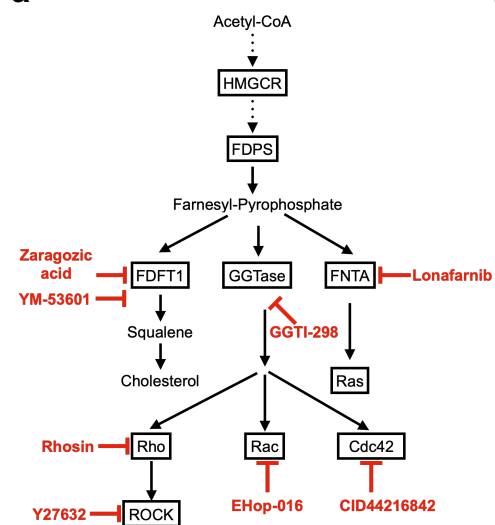 Acetyl-CoA
HMGCR
FDPS
Farnesyl-Pyrophosphate
Zaragozic
acid
FDFT1
GGTase
FNTA
Lonafarnib
YM-53601
Squalene
GGTI-298
Cholesterol
Ras
Rhosin
Rho
Rac
Cdc42
Y27632
ROCK
EHop-016
CID44216842